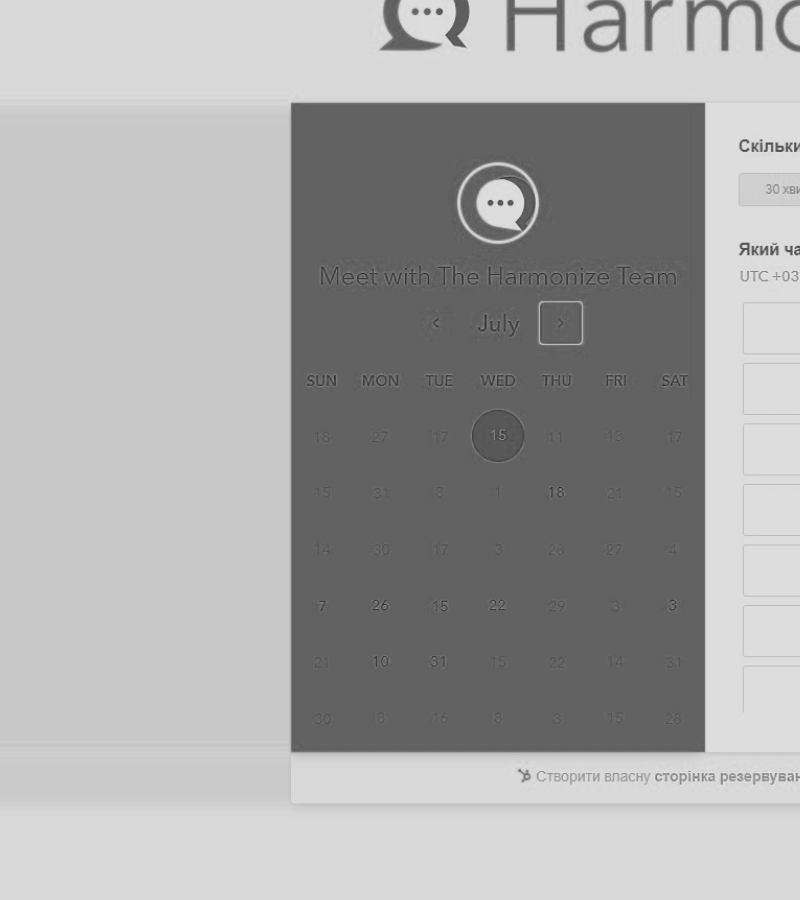 Harmo
Meet with The Harmonize Team
July
SUN MON TUE WED THU FRI SAT
18 27 17 15 11 13 17
15 31 8 1 18 21 15
14 30 17 3 28 27 4
7 26 15 22 29 3 3
21 10 31 15 22 14 31
30 8 16 8 3 15 28
Скільки
30 хви
Який ча
UTC +03
Створити власну сторінка резервуван